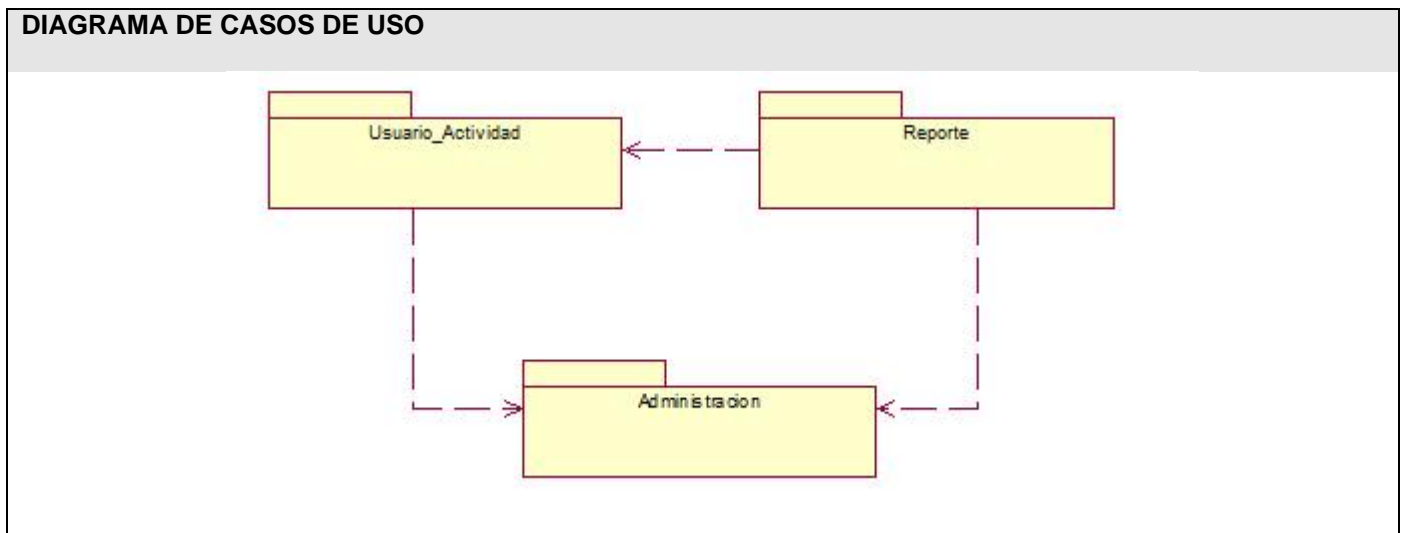 DIAGRAMA DE CASOS DE USO
Usuario_Actividad
Reporte
Administracion